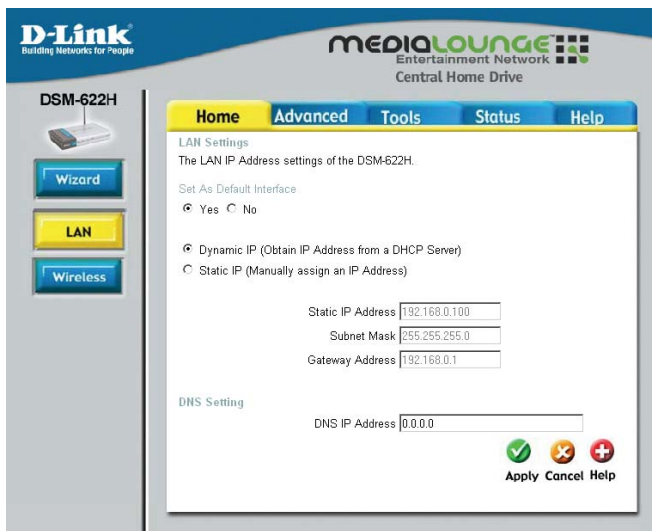 D-Link
Building Networks for People
MEDIALOUNGE
Entertainment Network
Central Home Drive
DSM-622H
Home Advanced Tools Status Help
Wizard
LAN
Wireless
LAN Settings
The LAN IP Address settings of the DSM-622H.
Set As Default Interface
Yes No
Dynamic IP (Obtain IP Address from a DHCP Server)
Static IP (Manually assign an IP Address)
Static IP Address 192.168.0.100
Subnet Mask 255.255.255.0
Gateway Address 192.168.0.1
DNS Setting
DNS IP Address 0.0.0.0
Apply Cancel Help